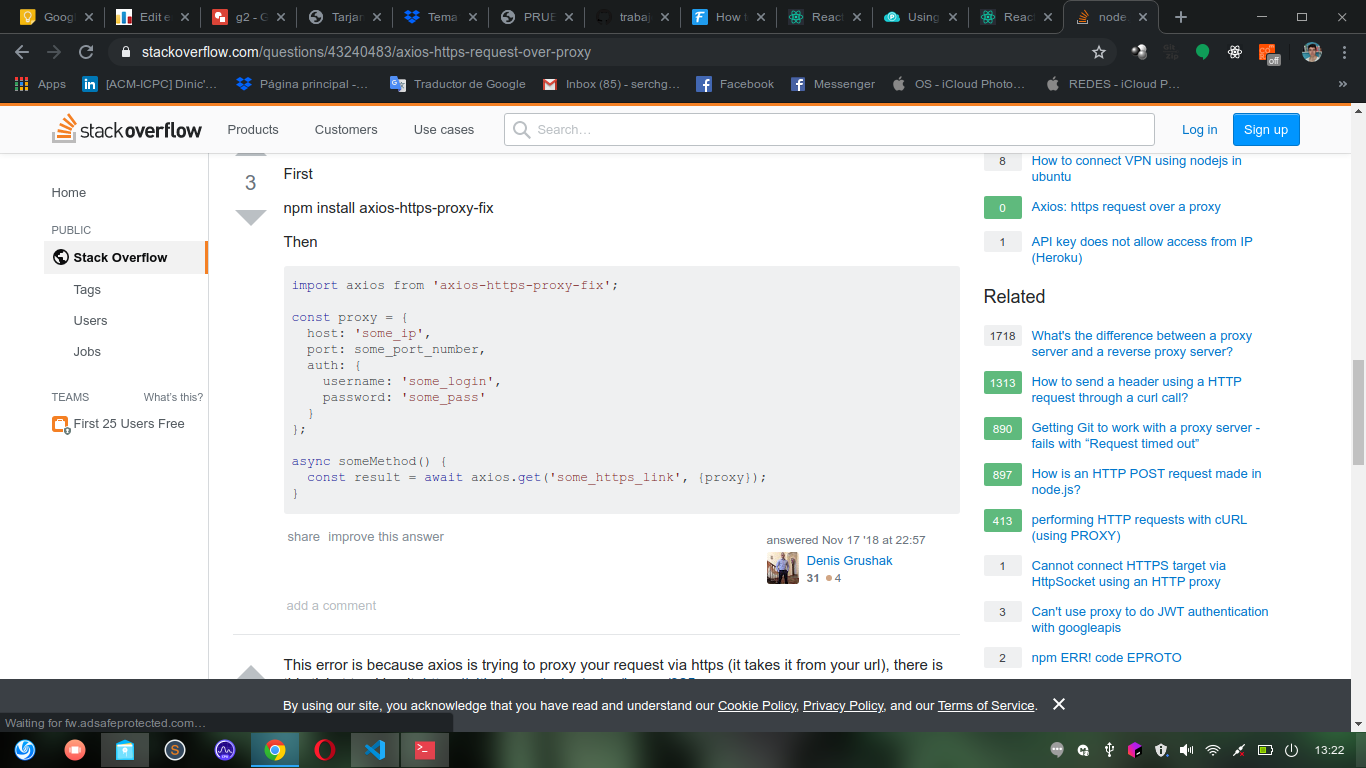 Googl
Edit e
g2 - G
Tarjan
Tema
PRUE
trabaj
How t
React
Using
React
node.
stackoverflow.com/questions/43240483/axios-https-request-over-proxy
Apps
[ACM-ICPC] Dinic'…
Página principal -…
Traductor de Google
Inbox (85) - serchg…
Facebook
Messenger
OS - iCloud Photo…
REDES - iCloud P…
»
stackoverflow
Products
Customers
Use cases
Search…
Log in
Sign up
Home
PUBLIC
Stack Overflow
Tags
Users
Jobs
TEAMS What's this?
First 25 Users Free
3
First
npm install axios-https-proxy-fix
Then
import axios from 'axios-https-proxy-fix';
const proxy = {
host: 'some_ip',
port: some_port_number,
auth: {
username: 'some_login',
password: 'some_pass'
}
};
async someMethod() {
const result = await axios.get('some_https_link', {proxy});
}
share improve this answer
answered Nov 17 '18 at 22:57
Denis Grushak
31 4
add a comment
This error is because axios is trying to proxy your request via https (it takes it from your url), there is
8 How to connect VPN using nodejs in
ubuntu
0 Axios: https request over a proxy
1 API key does not allow access from IP
(Heroku)
Related
1718 What's the difference between a proxy
server and a reverse proxy server?
1313 How to send a header using a HTTP
request through a curl call?
890 Getting Git to work with a proxy server -
fails with “Request timed out”
897 How is an HTTP POST request made in
node.js?
413 performing HTTP requests with cURL
(using PROXY)
1 Cannot connect HTTPS target via
HttpSocket using an HTTP proxy
3 Can't use proxy to do JWT authentication
with googleapis
2 npm ERR! code EPROTO
By using our site, you acknowledge that you have read and understand our Cookie Policy, Privacy Policy, and our Terms of Service.
Waiting for fw.adsafeprotected.com…
off
13:22